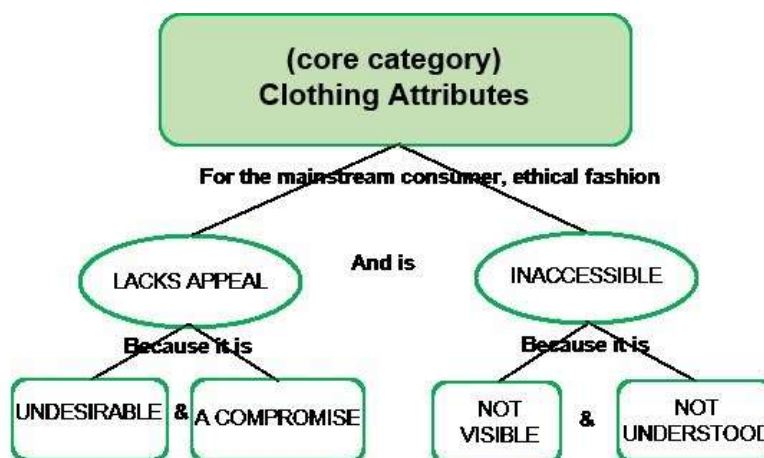 (core category)
Clothing Attributes
For the mainstream consumer, ethical fashion
LACKS APPEAL
And is
INACCESSIBLE
Because it is
Because it is
UNDESIRABLE & A COMPROMISE
NOT VISIBLE
&
NOT UNDERSTOOD